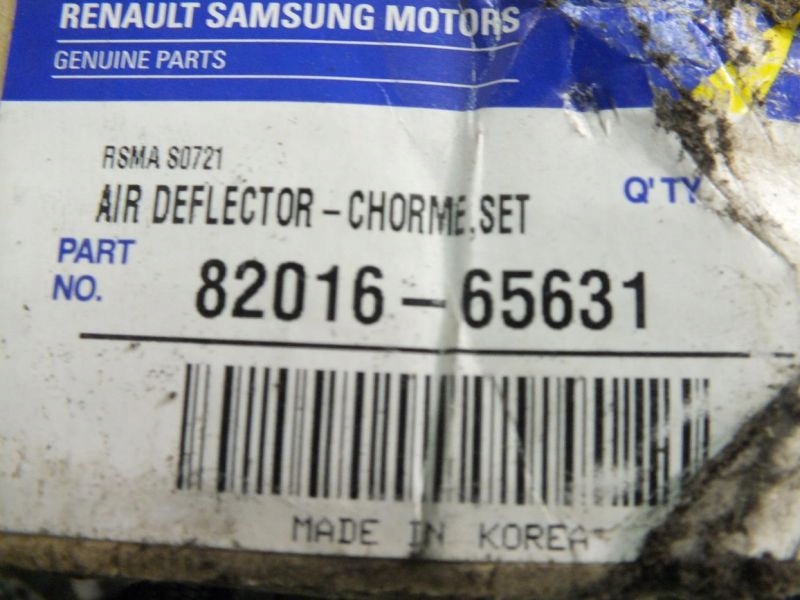 RENAULT SAMSUNG MOTORS
GENUINE PARTS
RSMA S0721
AIR DEFLECTOR-CHORME.SET
Q'TY
PART NO.
82016-65631
MADE IN KOREA